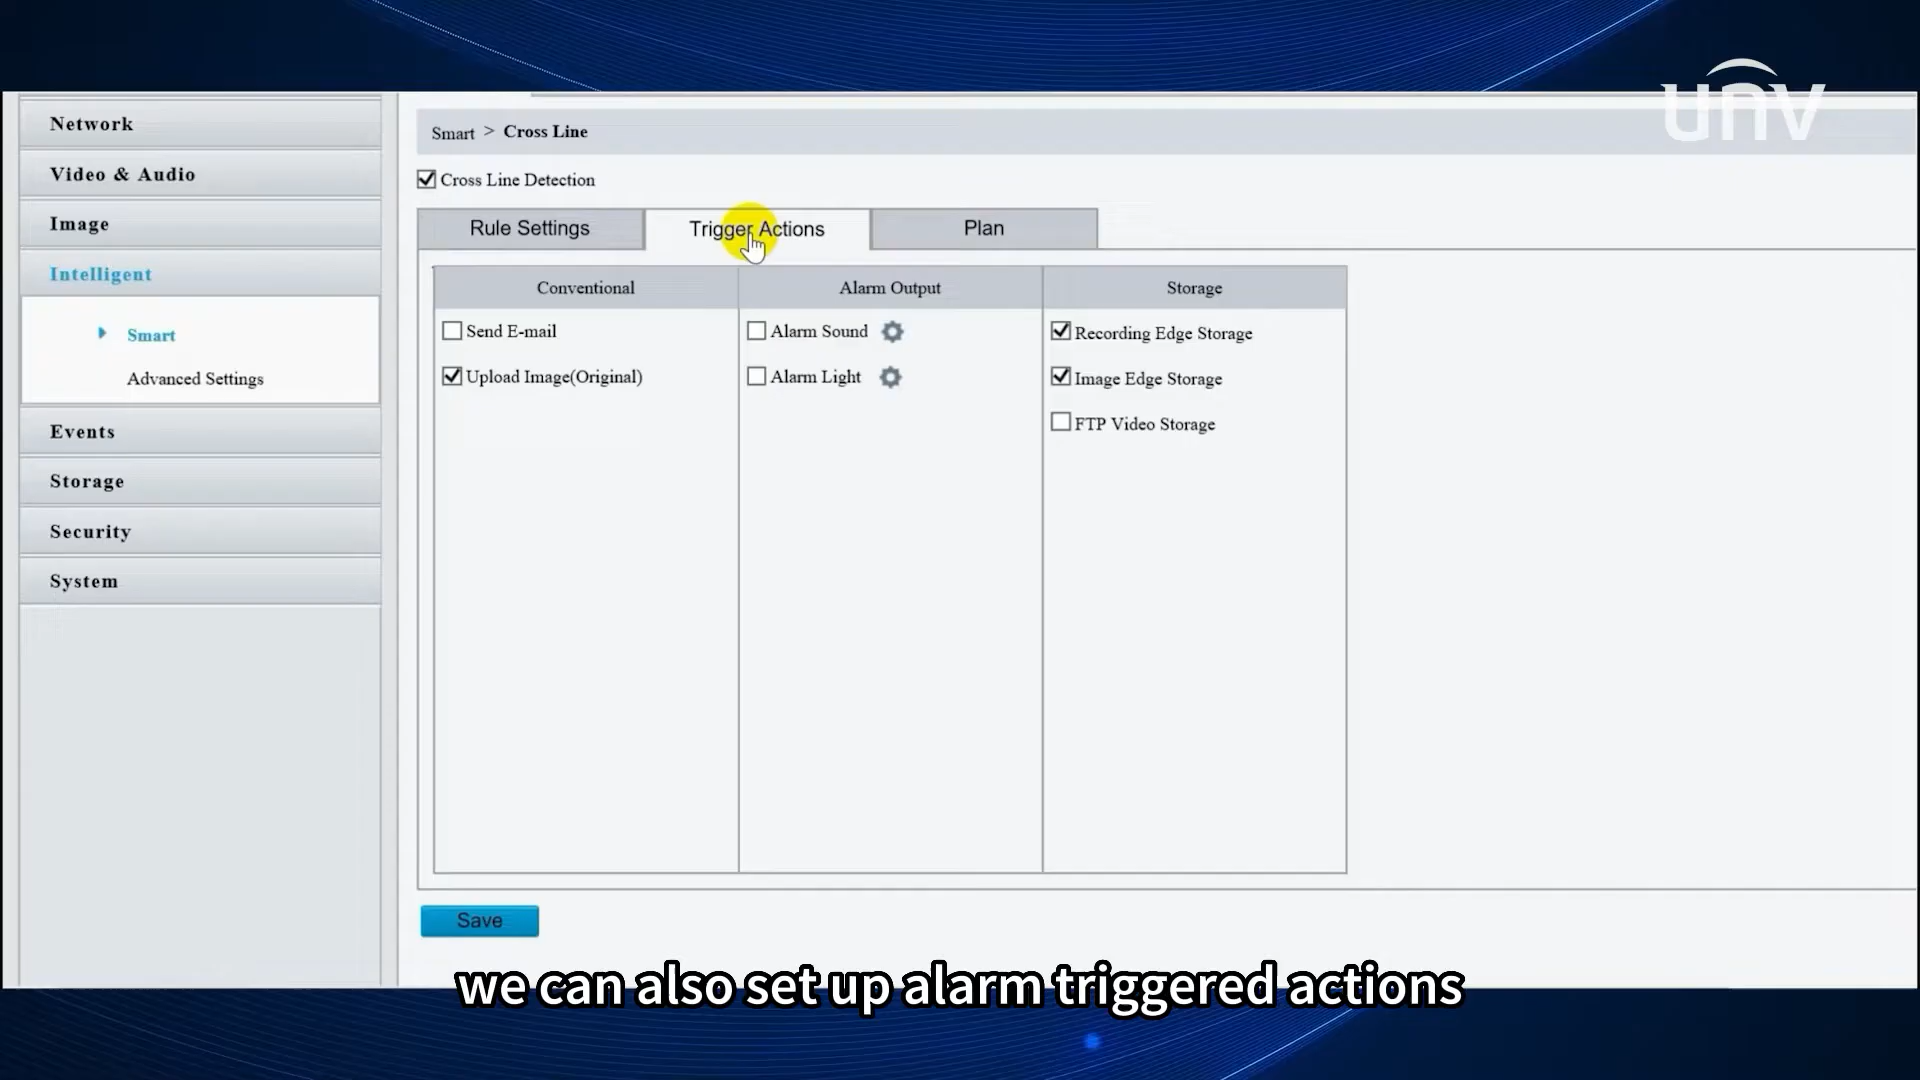 unv
Network
Video & Audio
Image
Intelligent
Smart
Advanced Settings
Events
Storage
Security
System
Smart > Cross Line
Cross Line Detection
Rule Settings
Trigger Actions
Plan
Conventional
Send E-mail
Upload Image(Original)
Alarm Output
Alarm Sound
Alarm Light
Storage
Recording Edge Storage
Image Edge Storage
FTP Video Storage
Save
we can also set up alarm triggered actions